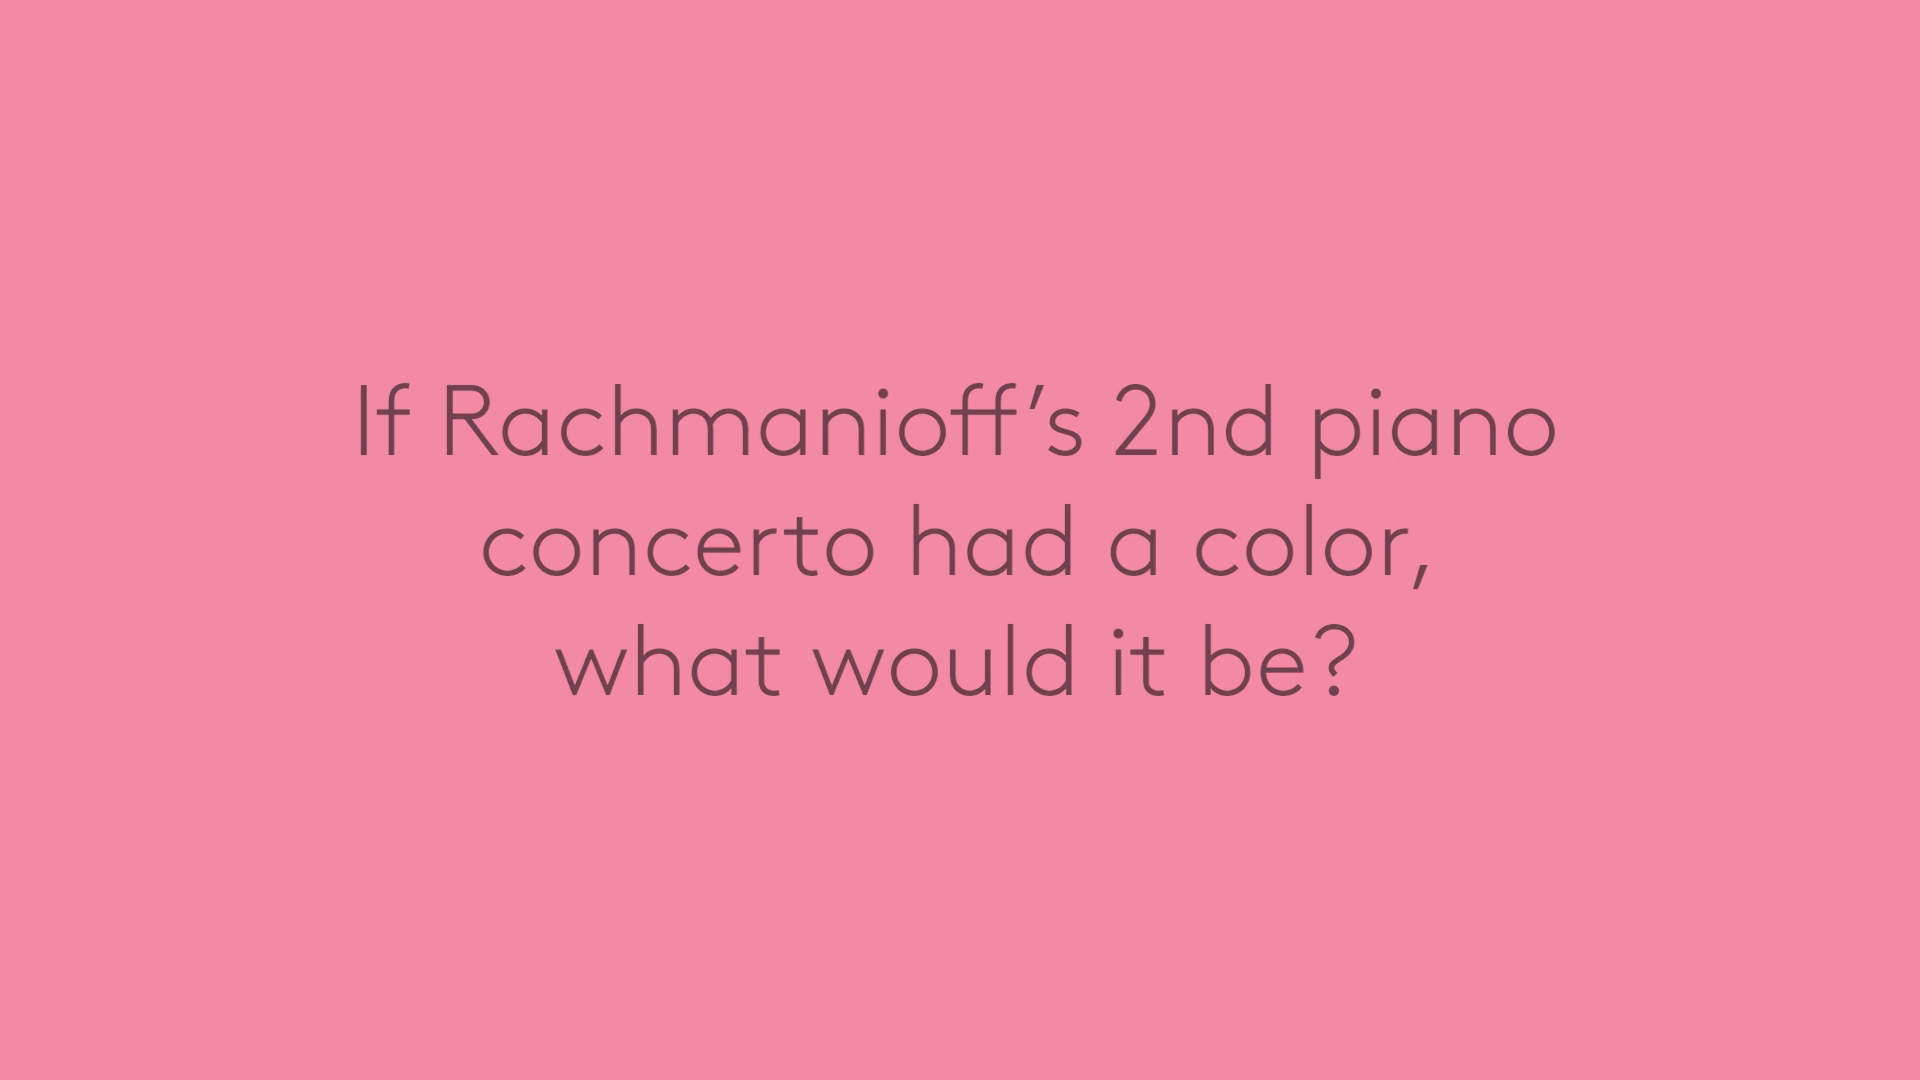 If Rachmanioff’s 2nd piano
concerto had a color,
what would it be?